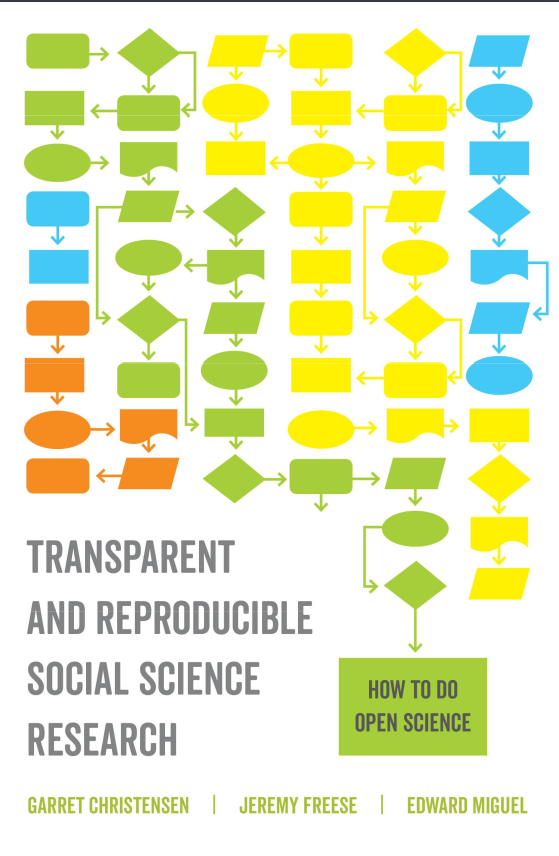 TRANSPARENT
AND REPRODUCIBLE
SOCIAL SCIENCE
RESEARCH
HOW TO DO
OPEN SCIENCE
GARRET CHRISTENSEN | JEREMY FREESE | EDWARD MIGUEL